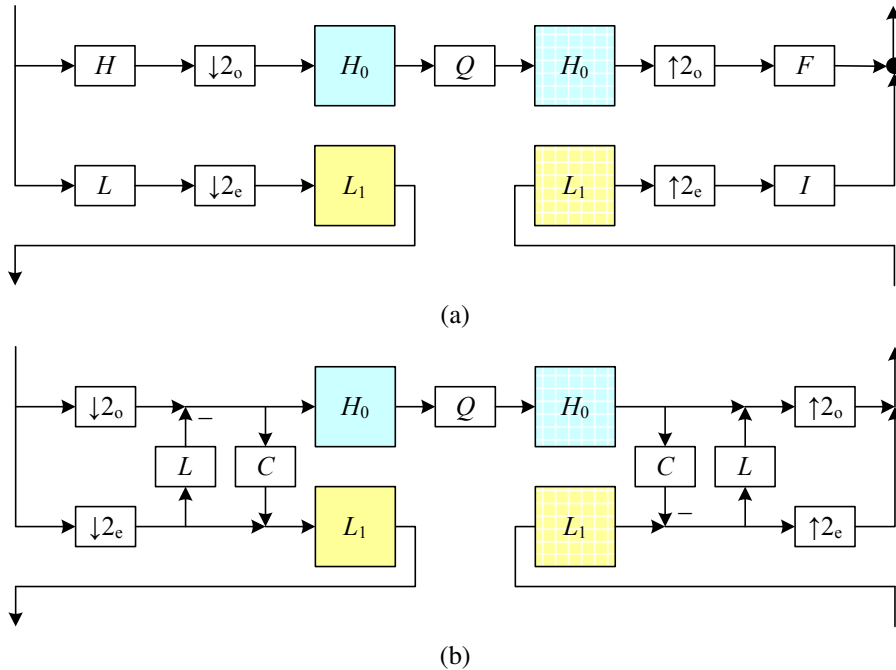 H ↓2o H0 Q H0 ↑2o F
L ↓2e L1 L1 ↑2e I
(a)
↓2o − H0 Q H0 ↑2o
L C C L
↓2e L1 L1 − ↑2e
(b)